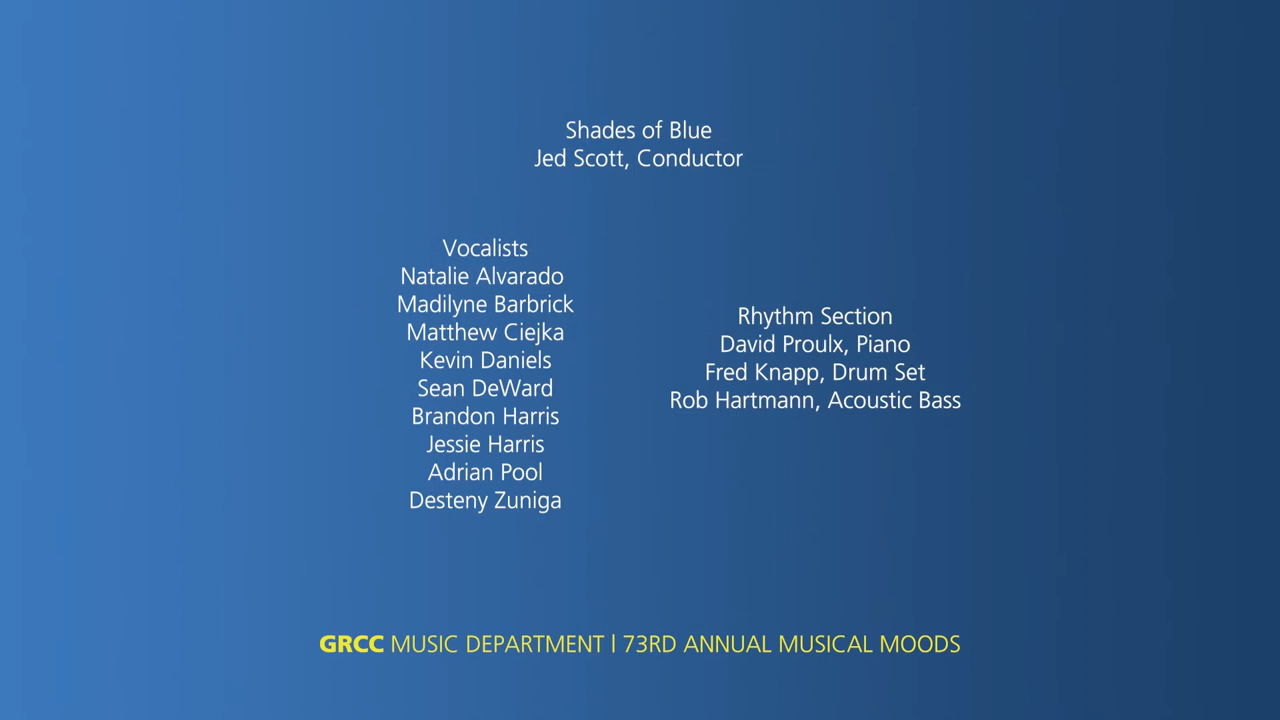 Shades of Blue
Jed Scott, Conductor
Vocalists
Natalie Alvarado
Madilyne Barbrick
Matthew Ciejka
Kevin Daniels
Sean DeWard
Brandon Harris
Jessie Harris
Adrian Pool
Desteny Zuniga
Rhythm Section
David Proulx, Piano
Fred Knapp, Drum Set
Rob Hartmann, Acoustic Bass
GRCC MUSIC DEPARTMENT | 73RD ANNUAL MUSICAL MOODS